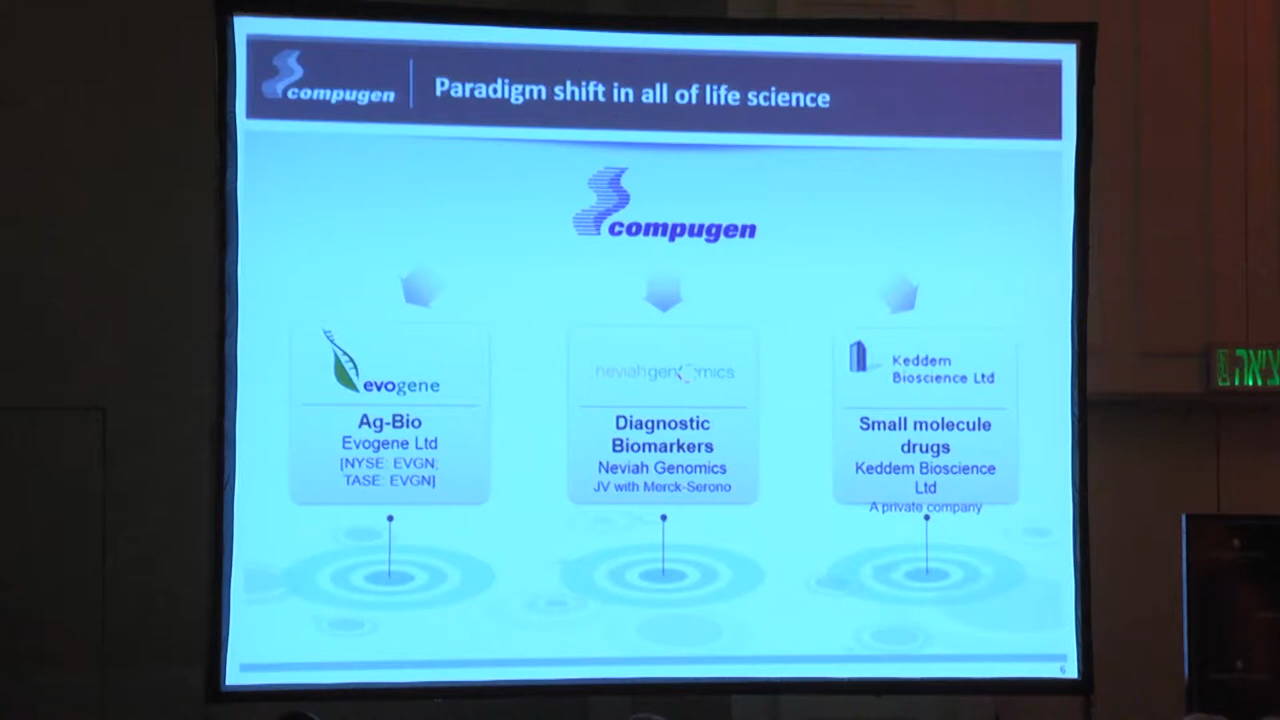 compugen
Paradigm shift in all of life science
compugen
evogene
Ag-Bio
Evogene Ltd
[NYSE: EVGN;
TASE: EVGN]
neviahgenomics
Diagnostic
Biomarkers
Neviah Genomics
JV with Merck-Serono
Keddem
Bioscience Ltd
Small molecule
drugs
Keddem Bioscience
Ltd
A private company
6